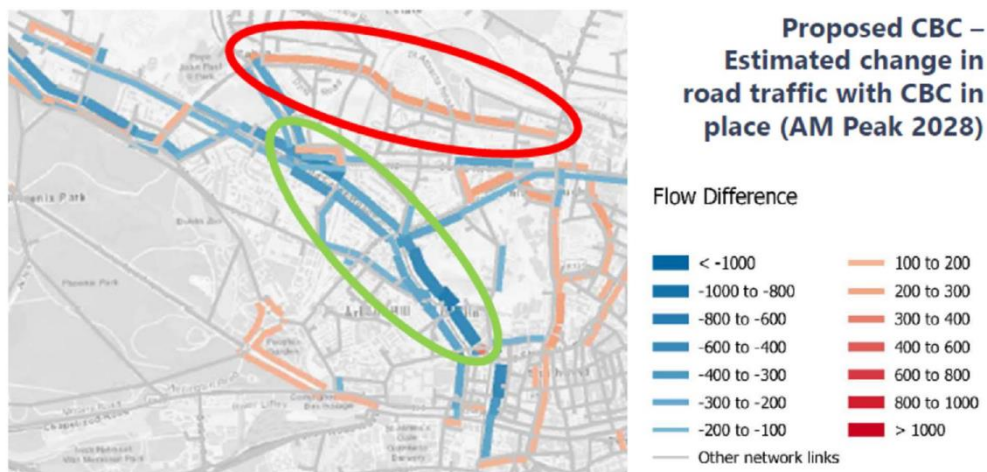 Proposed CBC –
Estimated change in
road traffic with CBC in
place (AM Peak 2028)
Flow Difference
< -1000
-1000 to -800
-800 to -600
-600 to -400
-400 to -300
-300 to -200
-200 to -100
Other network links
100 to 200
200 to 300
300 to 400
400 to 600
600 to 800
800 to 1000
> 1000
Estate
Phoenix Park
Phoenix Park